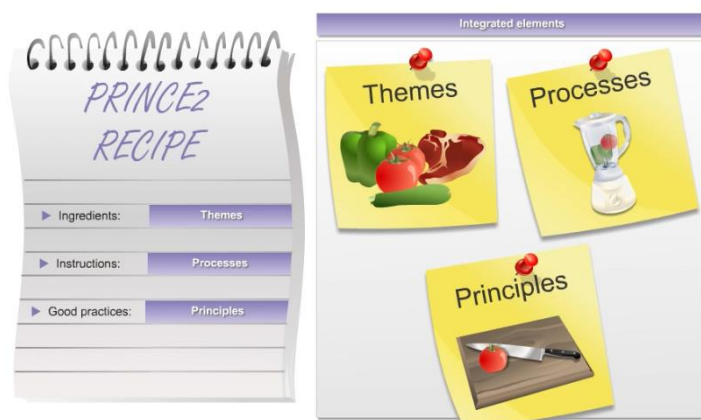 PRINCE2
RECIPE
Ingredients: Themes
Instructions: Processes
Good practices: Principles
Integrated elements
Themes
Processes
Principles